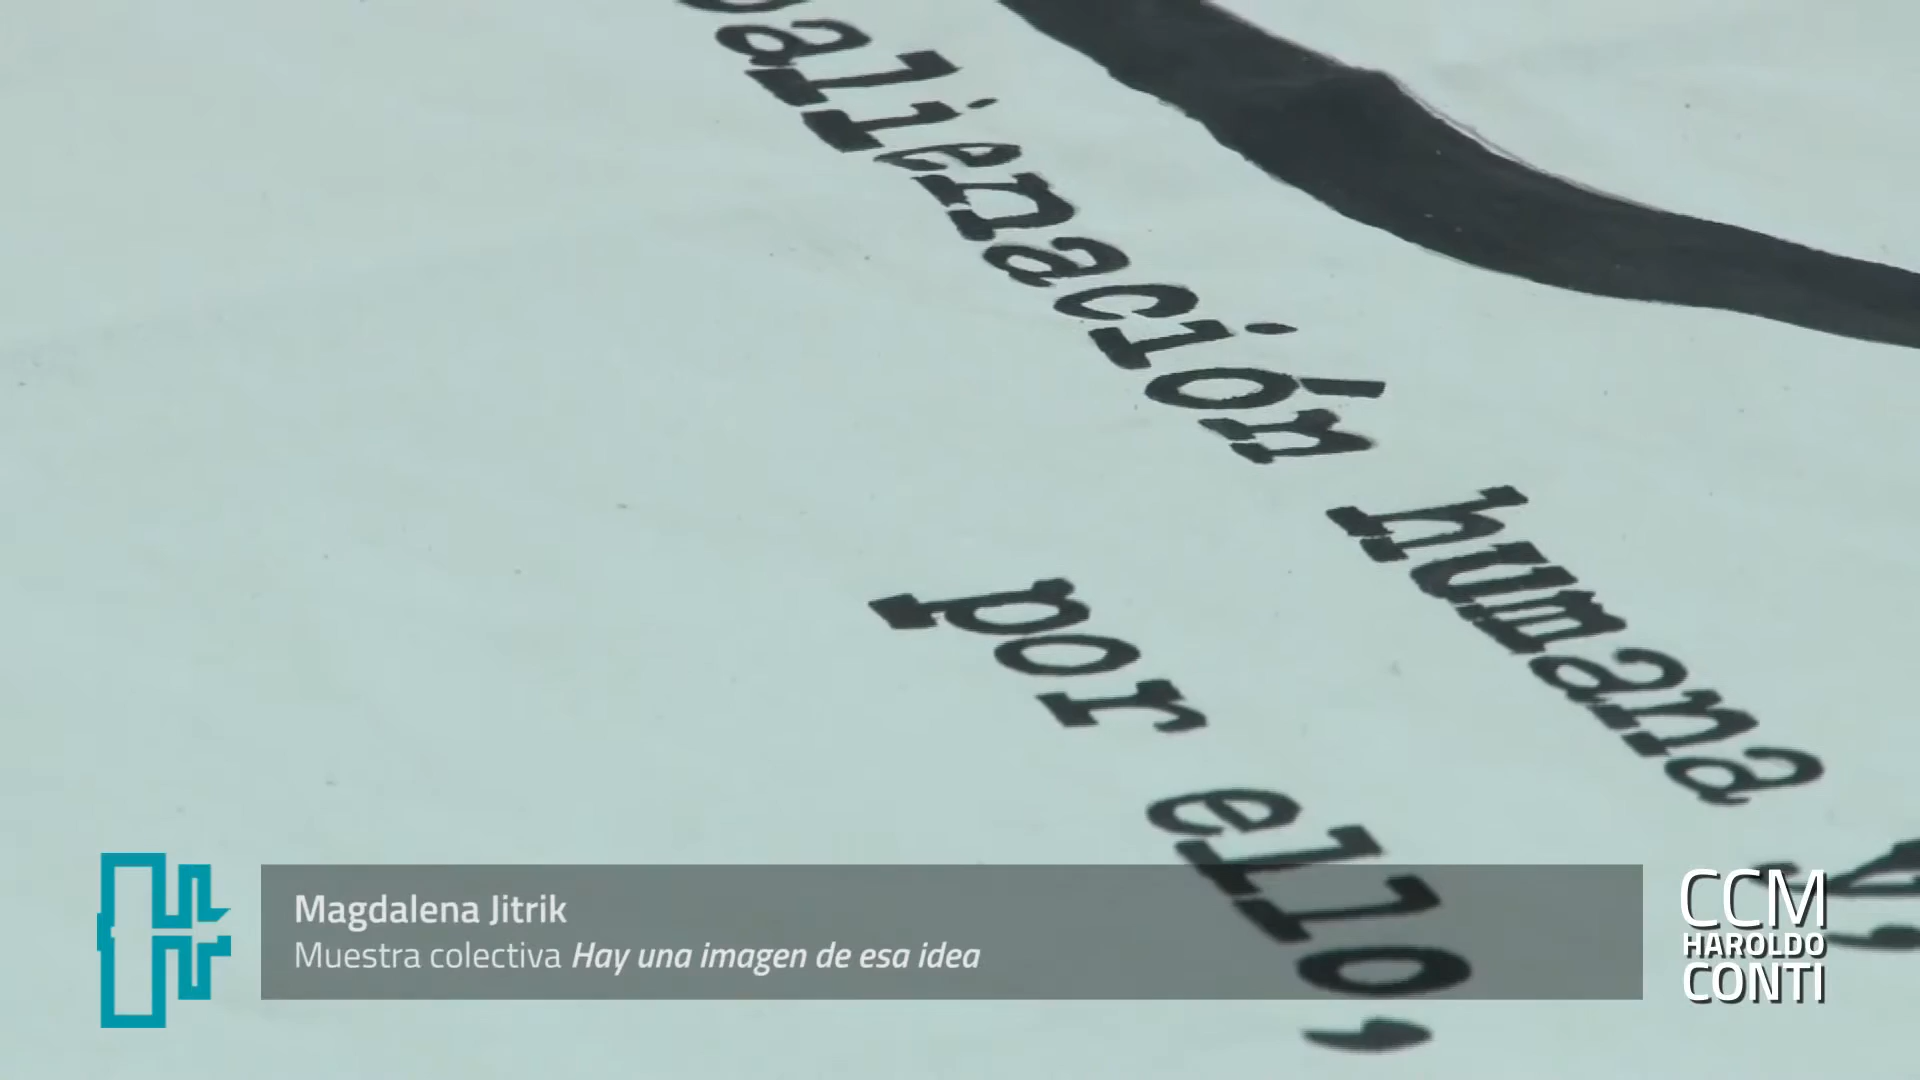 alienación humana y,
por ello,
Magdalena Jitrik
Muestra colectiva Hay una imagen de esa idea
CCM
HAROLDO
CONTI